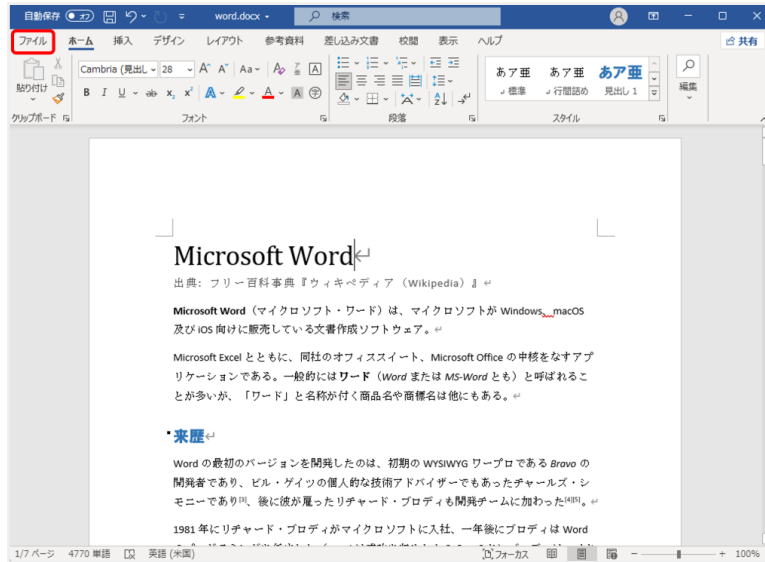 自動保存 オフ word.docx 検索
ファイル ホーム 挿入 デザイン レイアウト 参考資料 差し込み文書 校閲 表示 ヘルプ 共有
Cambria (見出し 28 A A Aa A
貼り付け B I U ab x₂ x² A A A 字
あア亜 あア亜 あア亜
標準 行間詰め 見出し 1
編集
クリップボード フォント 段落 スタイル
Microsoft Word
出典: フリー百科事典『ウィキペディア（Wikipedia）』
Microsoft Word（マイクロソフト・ワード）は、マイクロソフトが Windows、macOS
及び iOS 向けに販売している文書作成ソフトウェア。
Microsoft Excel とともに、同社のオフィススイート、Microsoft Office の中核をなすアプ
リケーションである。一般的にはワード（Word または MS-Word とも）と呼ばれるこ
とが多いが、「ワード」と名称が付く商品名や商標名は他にもある。
来歴
Word の最初のバージョンを開発したのは、初期の WYSIWYG ワープロである Bravo の
開発者であり、ビル・ゲイツの個人的な技術アドバイザーでもあったチャールズ・シ
モニーであり[3]、後に彼が雇ったリチャード・ブロディも開発チームに加わった[4][5]。
1981 年にリチャード・ブロディがマイクロソフトに入社、一年後にブロディは Word
1/7 ページ 4770 単語 英語 (米国) フォーカス 100%